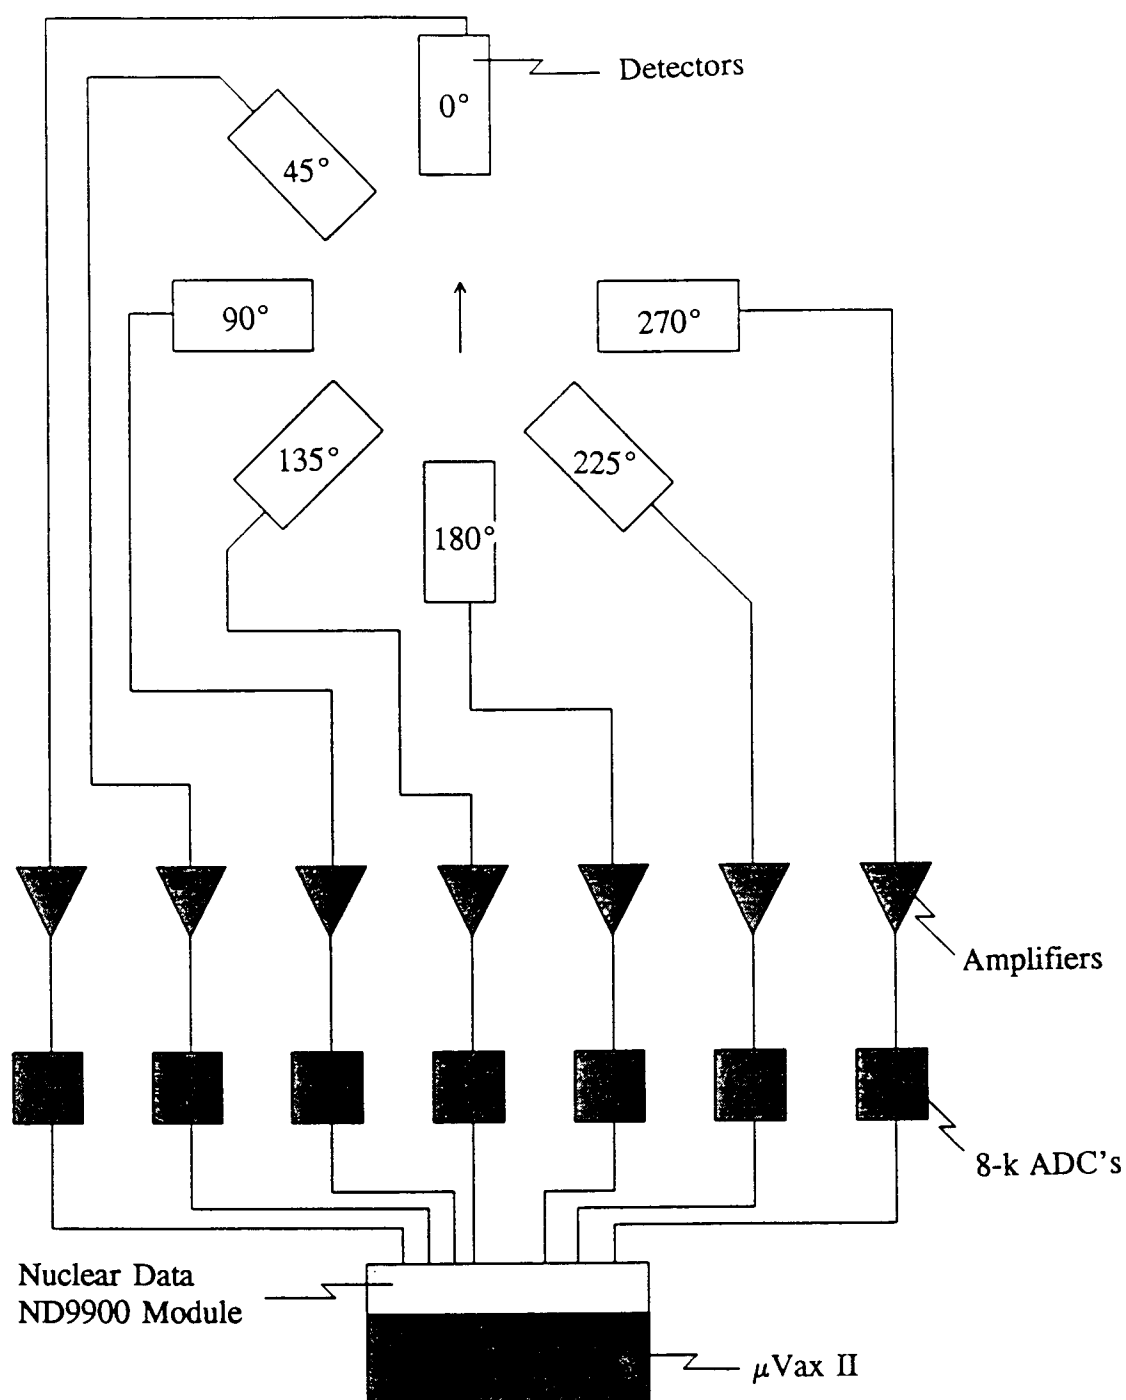 Detectors
0°
45°
90°
270°
135°
225°
180°
Amplifiers
8-k ADC's
Nuclear Data
ND9900 Module
μVax II